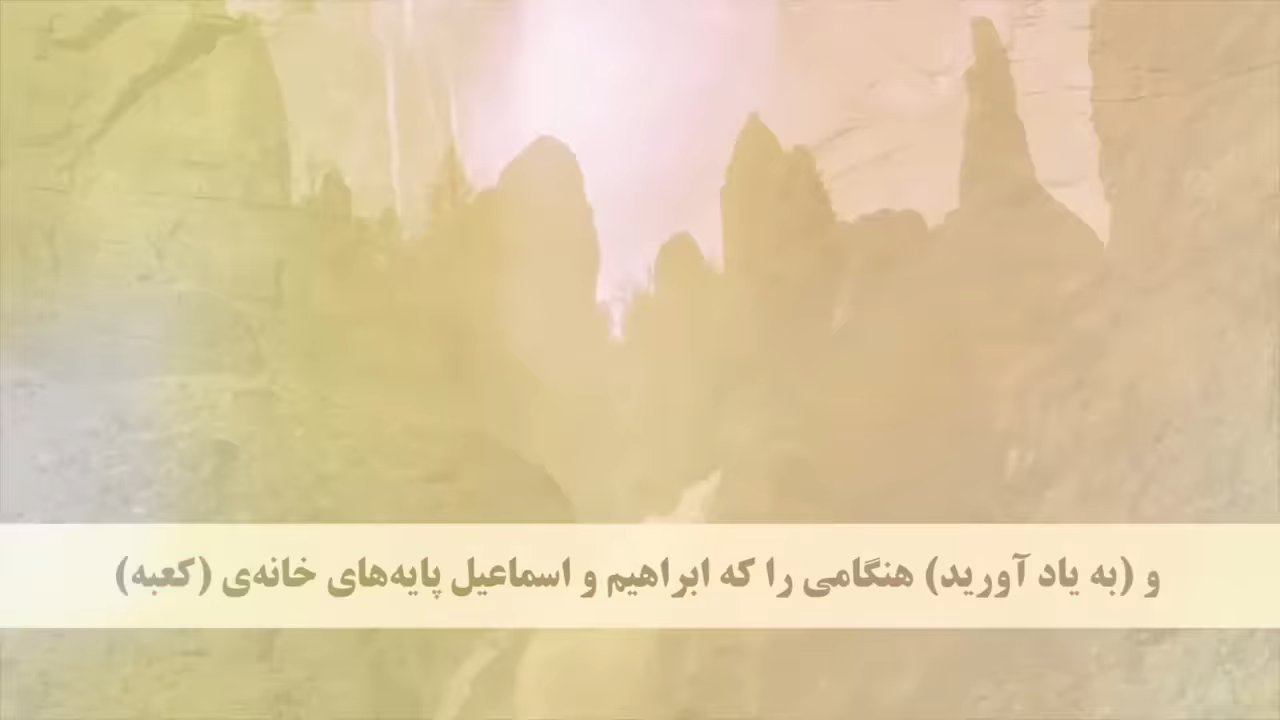 و (به یاد آورید) هنگامی را که ابراهیم و اسماعیل پایه‌های خانه‌ی (کعبه)